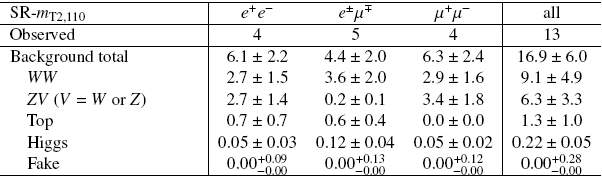 SR-mT2,110 e+e− e±μ∓ μ+μ− all
Observed 4 5 4 13
Background total 6.1 ± 2.2 4.4 ± 2.0 6.3 ± 2.4 16.9 ± 6.0
WW 2.7 ± 1.5 3.6 ± 2.0 2.9 ± 1.6 9.1 ± 4.9
ZV (V = W or Z) 2.7 ± 1.4 0.2 ± 0.1 3.4 ± 1.8 6.3 ± 3.3
Top 0.7 ± 0.7 0.6 ± 0.4 0.0 ± 0.0 1.3 ± 1.0
Higgs 0.05 ± 0.03 0.12 ± 0.04 0.05 ± 0.02 0.22 ± 0.05
Fake 0.00+0.09−0.00 0.00+0.13−0.00 0.00+0.12−0.00 0.00+0.28−0.00